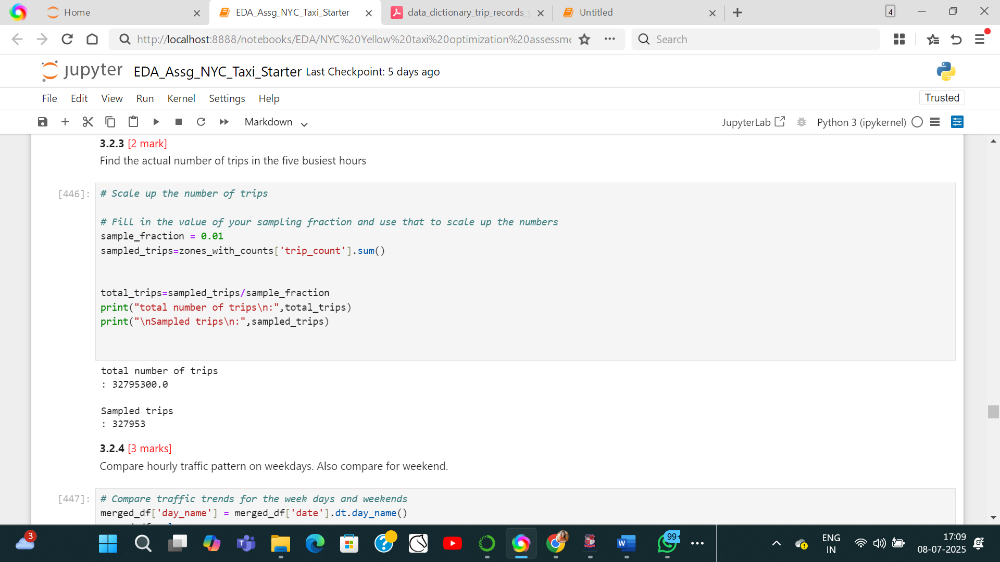 Home
EDA_Assg_NYC_Taxi_Starter
data_dictionary_trip_records_
Untitled
4
http://localhost:8888/notebooks/EDA/NYC%20Yellow%20taxi%20optimization%20assessme
Search
jupyter EDA_Assg_NYC_Taxi_Starter Last Checkpoint: 5 days ago
File Edit View Run Kernel Settings Help
Trusted
Markdown
JupyterLab
Python 3 (ipykernel)
3.2.3 [2 mark]
Find the actual number of trips in the five busiest hours
[446]:
# Scale up the number of trips
# Fill in the value of your sampling fraction and use that to scale up the numbers
sample_fraction = 0.01
sampled_trips=zones_with_counts['trip_count'].sum()
total_trips=sampled_trips/sample_fraction
print("total number of trips\n:",total_trips)
print("\nSampled trips\n:",sampled_trips)
total number of trips
: 32795300.0
Sampled trips
: 327953
3.2.4 [3 marks]
Compare hourly traffic pattern on weekdays. Also compare for weekend.
[447]:
# Compare traffic trends for the week days and weekends
merged_df['day_name'] = merged_df['date'].dt.day_name()
3
99+
ENG
IN
17:09
08-07-2025